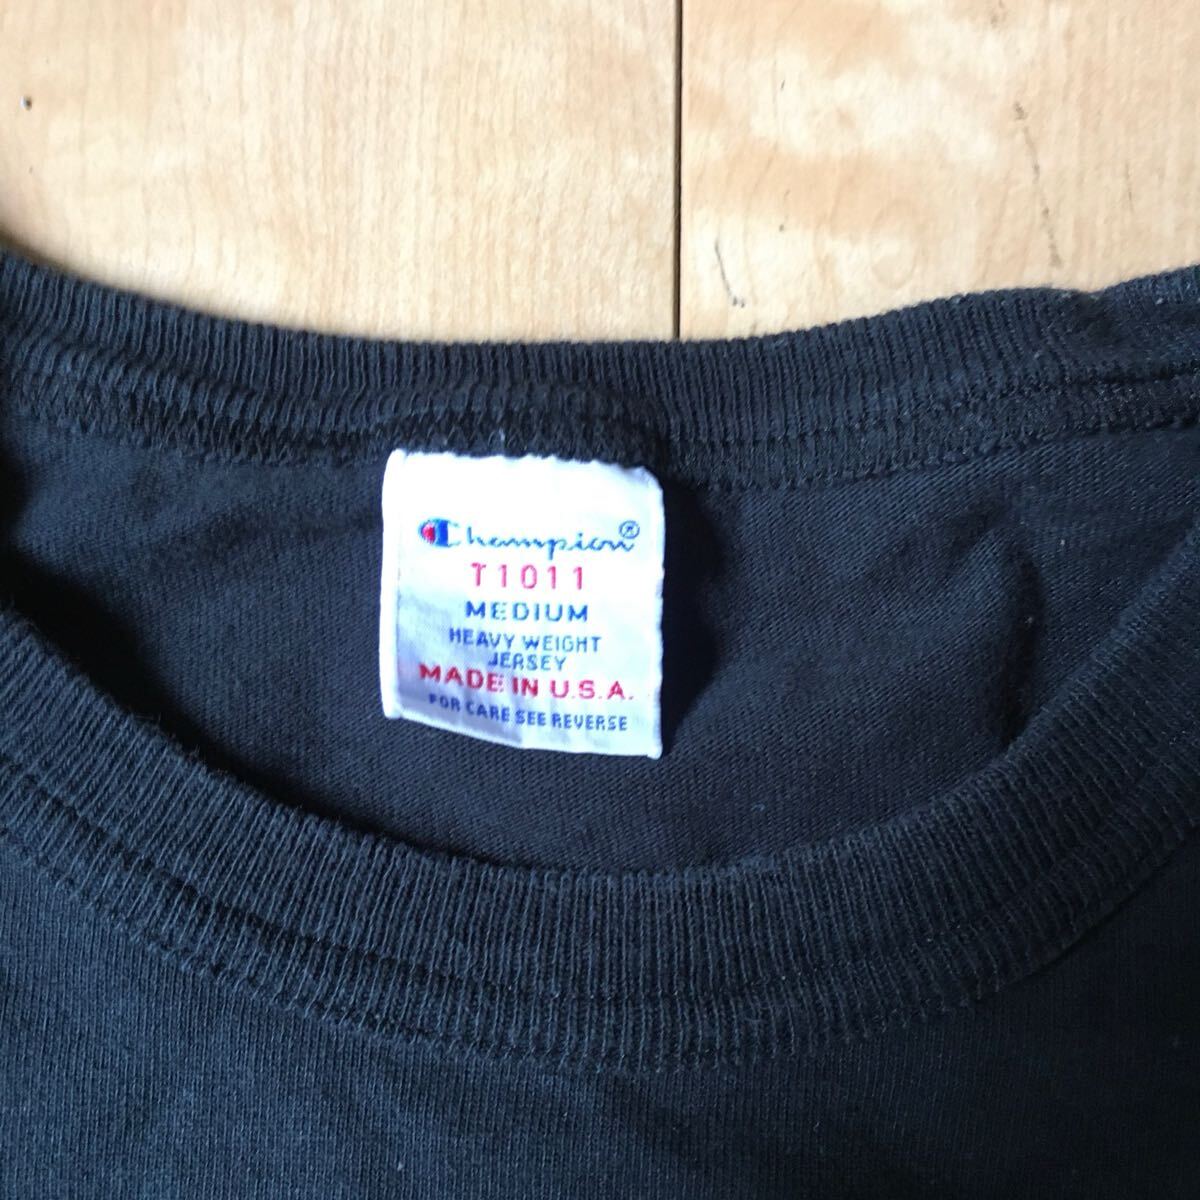 Champion®
T1011
MEDIUM
HEAVY WEIGHT
JERSEY
MADE IN U.S.A.
FOR CARE SEE REVERSE